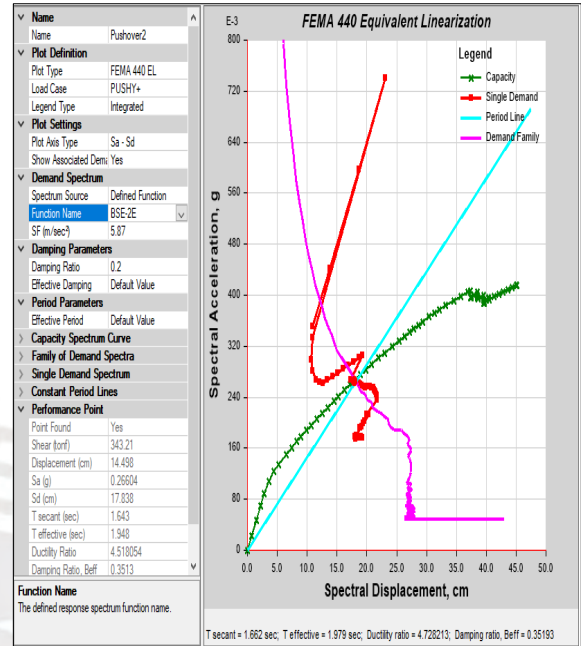 Name
Name Pushover2
Plot Definition
Plot Type FEMA 440 EL
Load Case PUSHY+
Legend Type Integrated
Plot Settings
Plot Axis Type Sa - Sd
Show Associated Dema Yes
Demand Spectrum
Spectrum Source Defined Function
Function Name BSE-2E
SF (m/sec²) 5.87
Damping Parameters
Damping Ratio 0.2
Effective Damping Default Value
Period Parameters
Effective Period Default Value
Capacity Spectrum Curve
Family of Demand Spectra
Single Demand Spectrum
Constant Period Lines
Performance Point
Point Found Yes
Shear (tonf) 343.21
Displacement (cm) 14.498
Sa (g) 0.26604
Sd (cm) 17.838
T secant (sec) 1.643
T effective (sec) 1.948
Ductility Ratio 4.518054
Damping Ratio, Beff 0.3513
Function Name
The defined response spectrum function name.
E-3
FEMA 440 Equivalent Linearization
Legend
Capacity
Single Demand
Period Line
Demand Family
Spectral Acceleration, g
800
720
640
560
480
400
320
240
160
80
0
0.0 5.0 10.0 15.0 20.0 25.0 30.0 35.0 40.0 45.0 50.0
Spectral Displacement, cm
T secant = 1.662 sec; T effective = 1.979 sec; Ductility ratio = 4.728213; Damping ratio, Beff = 0.35193